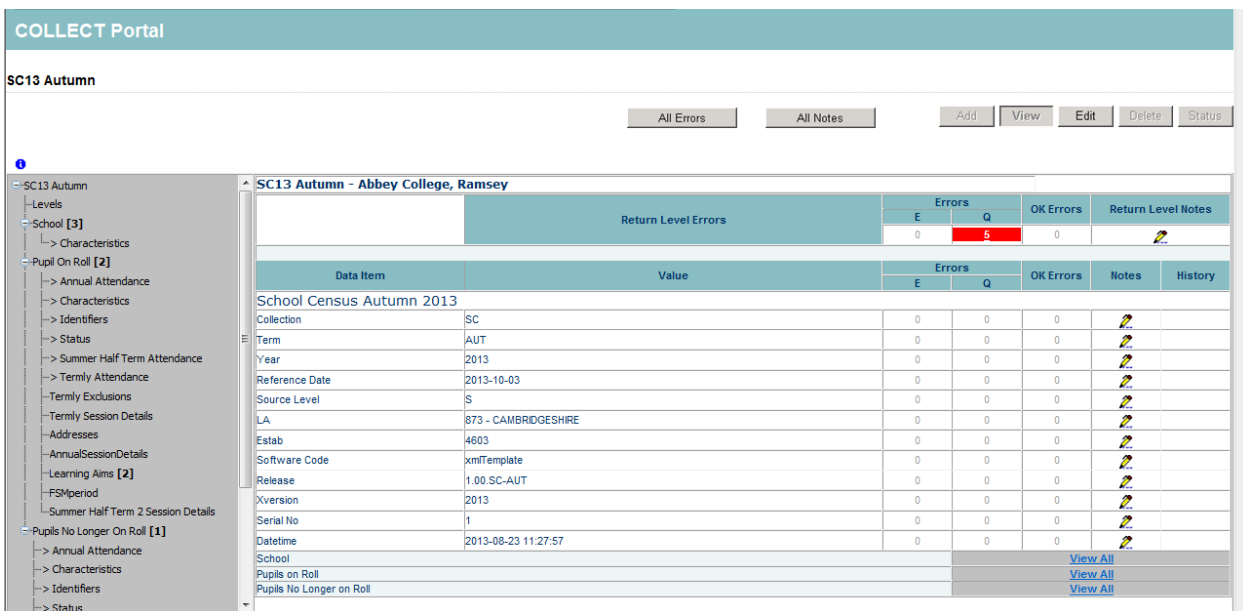 COLLECT Portal
SC13 Autumn
All Errors All Notes Add View Edit Delete Status
SC13 Autumn
Levels
School [3]
> Characteristics
Pupil On Roll [2]
> Annual Attendance
> Characteristics
> Identifiers
> Status
> Summer Half Term Attendance
> Termly Attendance
Termly Exclusions
Termly Session Details
Addresses
AnnualSessionDetails
Learning Aims [2]
FSMperiod
Summer Half Term 2 Session Details
Pupils No Longer On Roll [1]
> Annual Attendance
> Characteristics
> Identifiers
> Status
SC13 Autumn - Abbey College, Ramsey
Return Level Errors Errors OK Errors Return Level Notes
E Q
0 5 0
Data Item Value Errors OK Errors Notes History
E Q
School Census Autumn 2013
Collection SC 0 0 0
Term AUT 0 0 0
Year 2013 0 0 0
Reference Date 2013-10-03 0 0 0
Source Level S 0 0 0
LA 873 - CAMBRIDGESHIRE 0 0 0
Estab 4603 0 0 0
Software Code xmlTemplate 0 0 0
Release 1.00.SC-AUT 0 0 0
Xversion 2013 0 0 0
Serial No 1 0 0 0
Datetime 2013-08-23 11:27:57 0 0 0
School View All
Pupils on Roll View All
Pupils No Longer on Roll View All